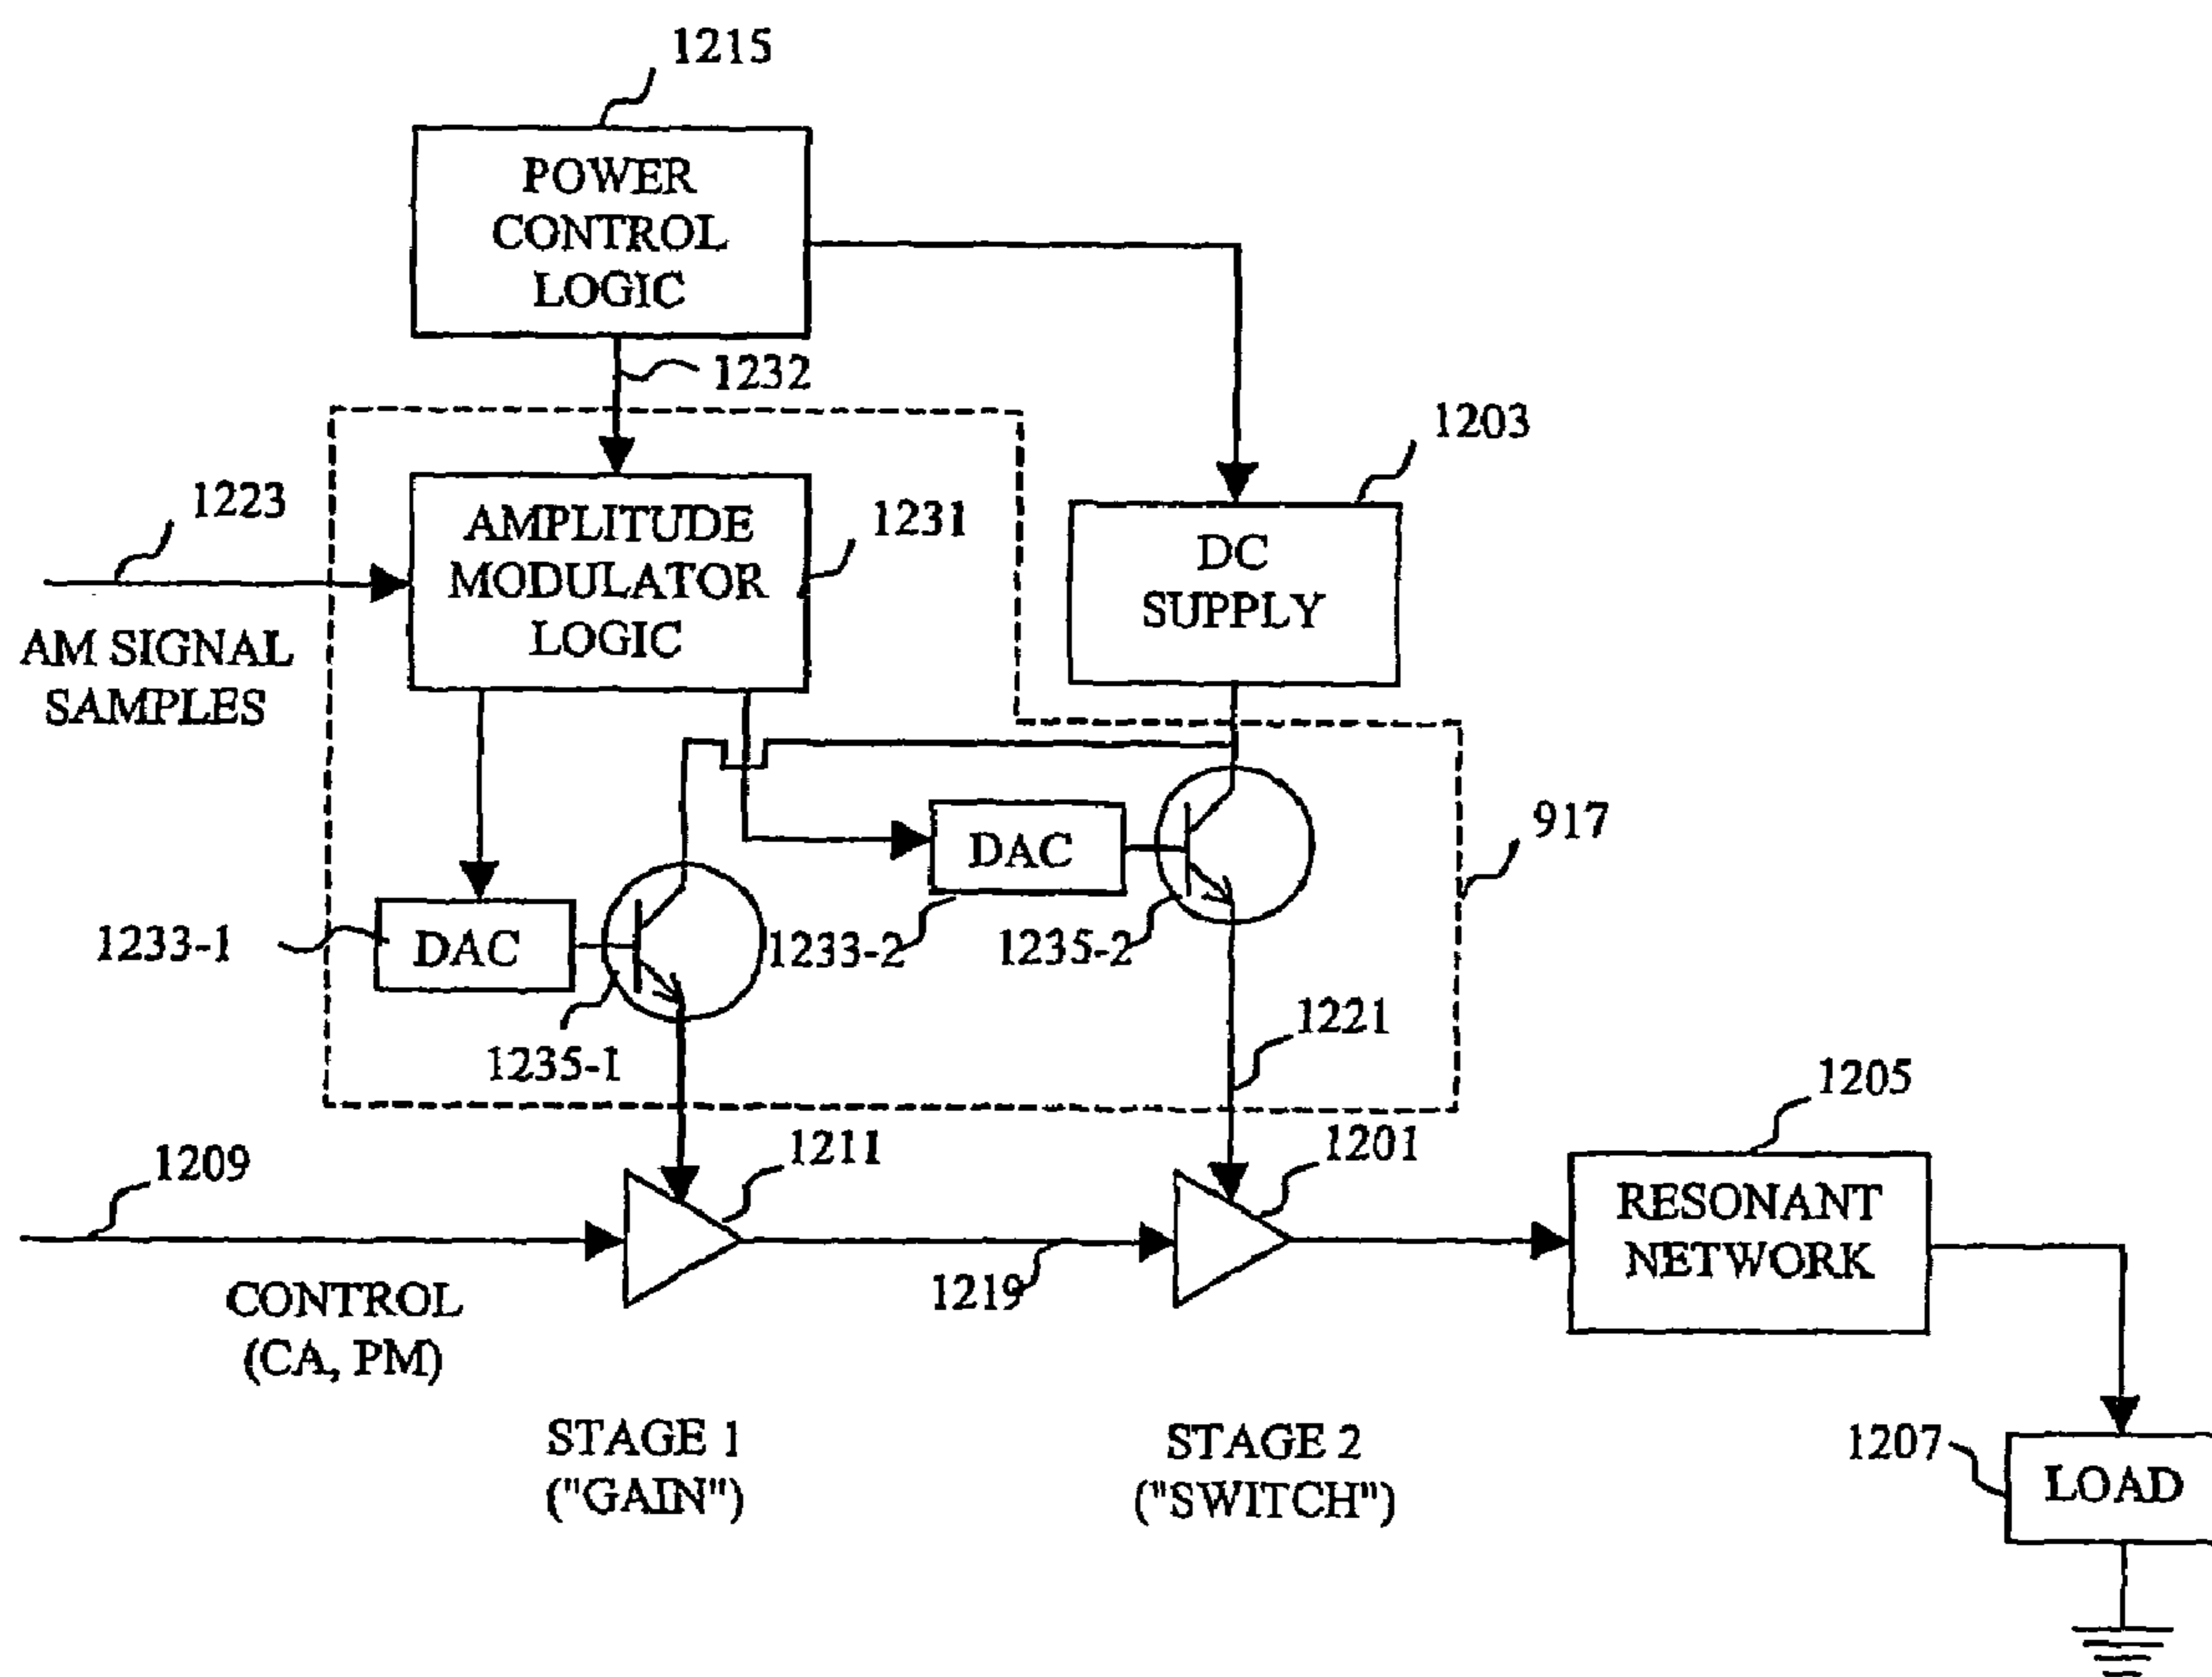 1215
POWER
CONTROL
LOGIC
1232
1203
1223
AMPLITUDE
MODULATOR
LOGIC
1231
DC
SUPPLY
AM SIGNAL
SAMPLES
917
DAC
1233-1
DAC
1233-2
1235-2
1235-1
1221
1205
1211
1201
1209
RESONANT
NETWORK
1219
CONTROL
(CA, PM)
STAGE 1
("GAIN")
STAGE 2
("SWITCH")
1207
LOAD